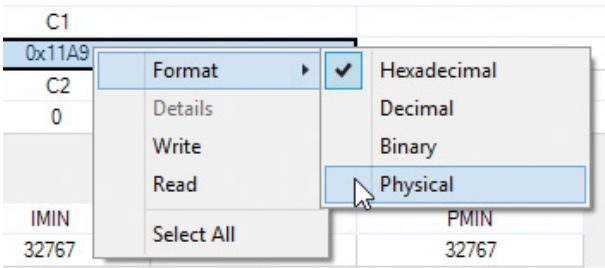 C1
0x11A9
C2
0
Format
Details
Write
Read
Select All
Hexadecimal
Decimal
Binary
Physical
IMIN
PMIN
32767
32767